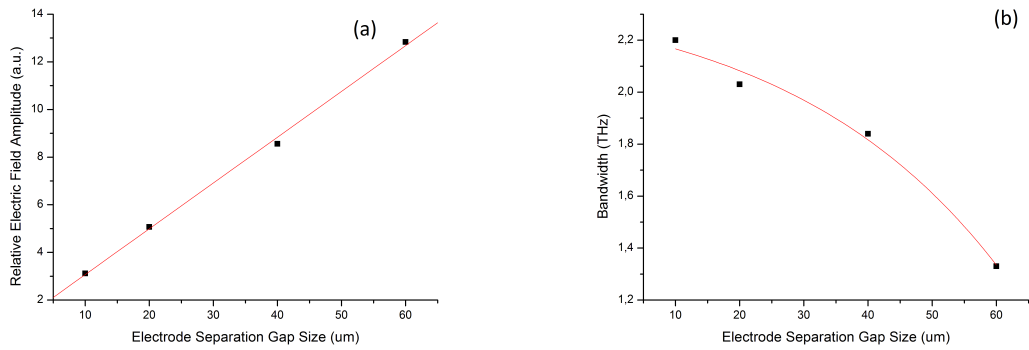 (a)
Relative Electric Field Amplitude (a.u.)
14
12
10
8
6
4
2
10 20 30 40 50 60
Electrode Separation Gap Size (um)
(b)
Bandwidth (THz)
2,2
2,0
1,8
1,6
1,4
1,2
10 20 30 40 50 60
Electrode Separation Gap Size (um)